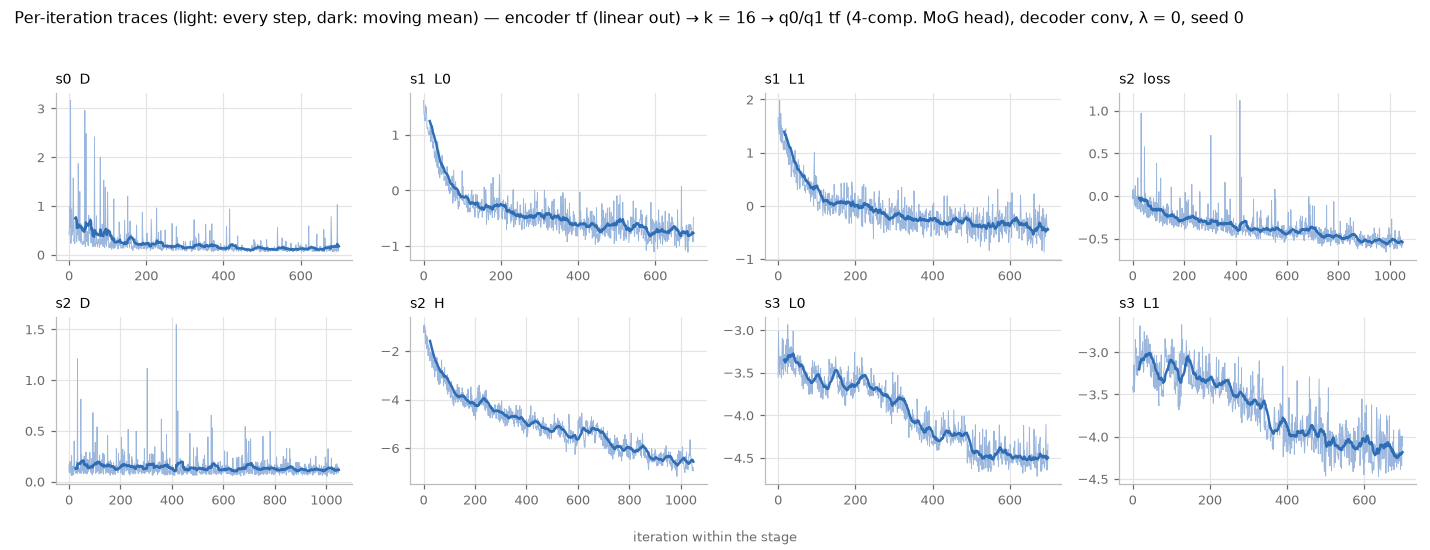 Per-iteration traces (light: every step, dark: moving mean) — encoder tf (linear out) → k = 16 → q0/q1 tf (4-comp. MoG head), decoder conv, λ = 0, seed 0
s0 D
s1 L0
s1 L1
s2 loss
3
2
1
0
0 200 400 600
1
0
−1
0 200 400 600
2
1
0
−1
0 200 400 600
1.0
0.5
0.0
−0.5
0 200 400 600 800 1000
s2 D
s2 H
s3 L0
s3 L1
1.5
1.0
0.5
0.0
0 200 400 600 800 1000
−2
−4
−6
0 200 400 600 800 1000
−3.0
−3.5
−4.0
−4.5
0 200 400 600
−3.0
−3.5
−4.0
−4.5
0 200 400 600
iteration within the stage